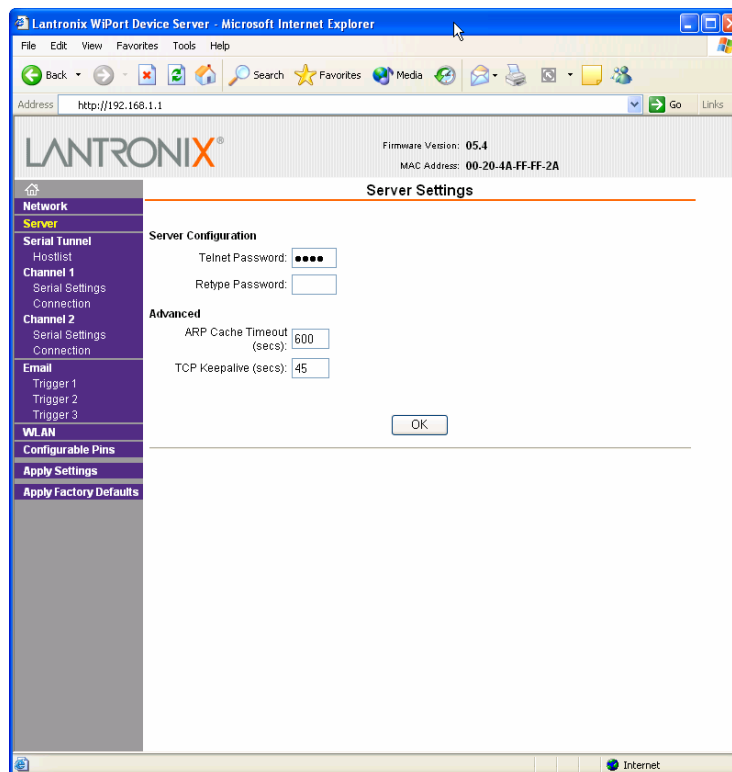 Lantronix WiPort Device Server - Microsoft Internet Explorer
File Edit View Favorites Tools Help
Back Search Favorites Media
Address http://192.168.1.1 Go Links
LANTRONIX®
Firmware Version: 05.4
MAC Address: 00-20-4A-FF-FF-2A
Server Settings
Network
Server
Serial Tunnel
Hostlist
Channel 1
Serial Settings
Connection
Channel 2
Serial Settings
Connection
Email
Trigger 1
Trigger 2
Trigger 3
WLAN
Configurable Pins
Apply Settings
Apply Factory Defaults
Server Configuration
Telnet Password: ●●●●
Retype Password:
Advanced
ARP Cache Timeout
(secs): 600
TCP Keepalive (secs): 45
OK
Internet